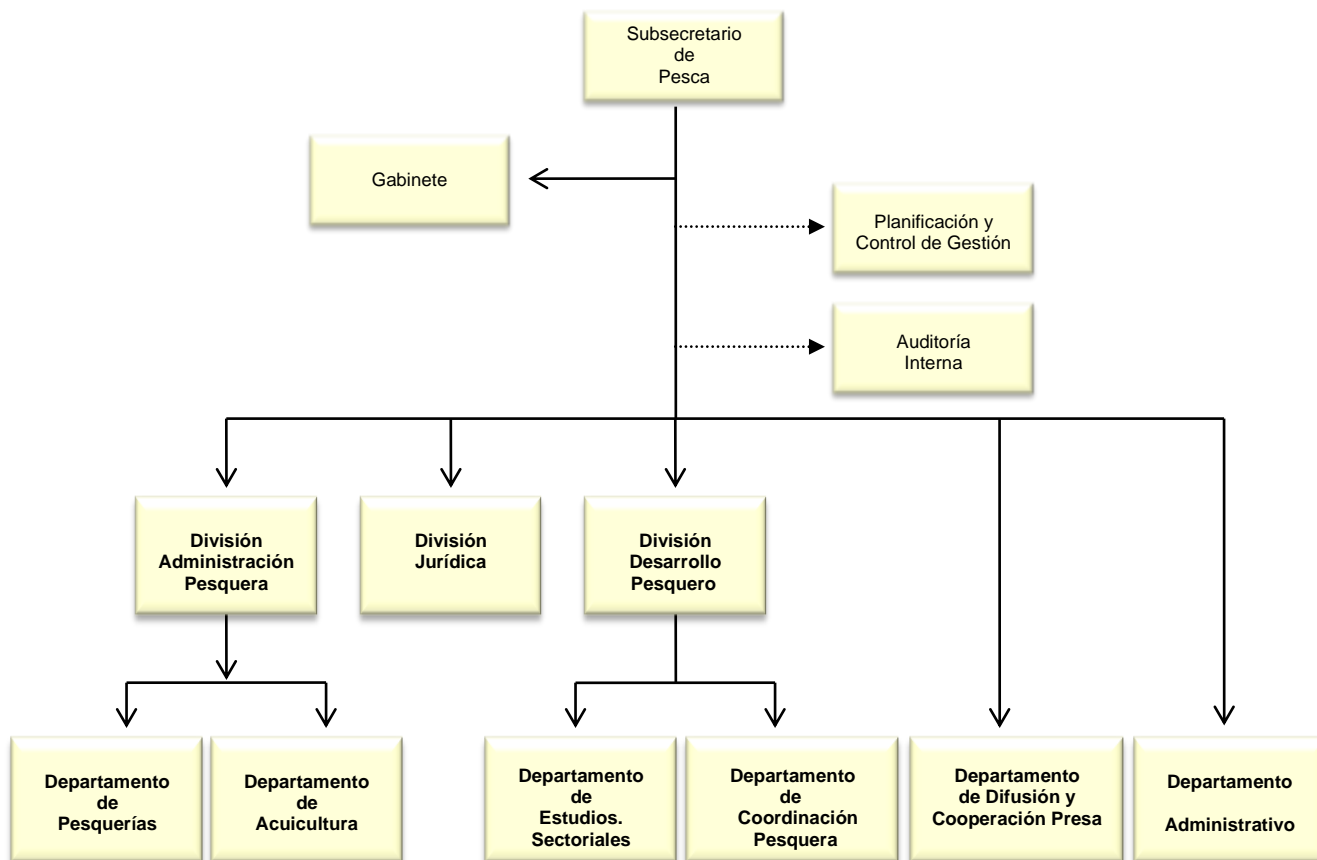 Subsecretario
de
Pesca
Gabinete
Planificación y
Control de Gestión
Auditoría
Interna
División
Administración
Pesquera
División
Jurídica
División
Desarrollo
Pesquero
Departamento
de
Pesquerías
Departamento
de
Acuicultura
Departamento
de
Estudios.
Sectoriales
Departamento
de
Coordinación
Pesquera
Departamento
de Difusión y
Cooperación Presa
Departamento
Administrativo